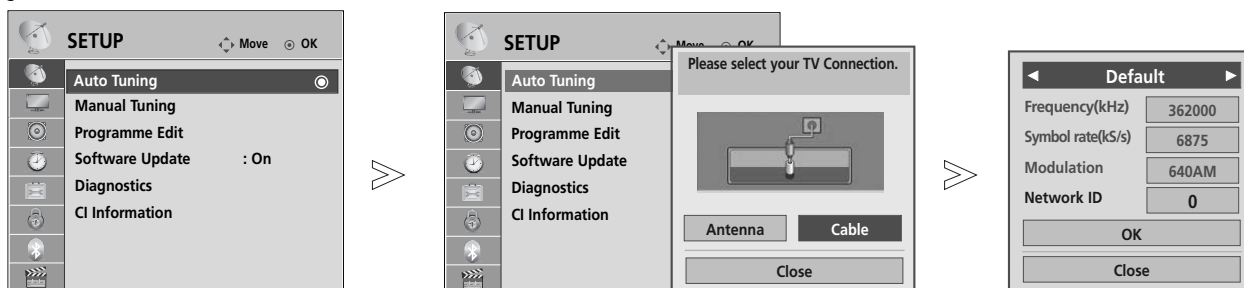 SETUP
Move OK
Auto Tuning
Manual Tuning
Programme Edit
Software Update : On
Diagnostics
CI Information
SETUP
Move OK
Auto Tuning
Manual Tuning
Programme Edit
Software Update
Diagnostics
CI Information
Please select your TV Connection.
Antenna Cable
Close
Default
Frequency(kHz) 362000
Symbol rate(kS/s) 6875
Modulation 640AM
Network ID 0
OK
Close